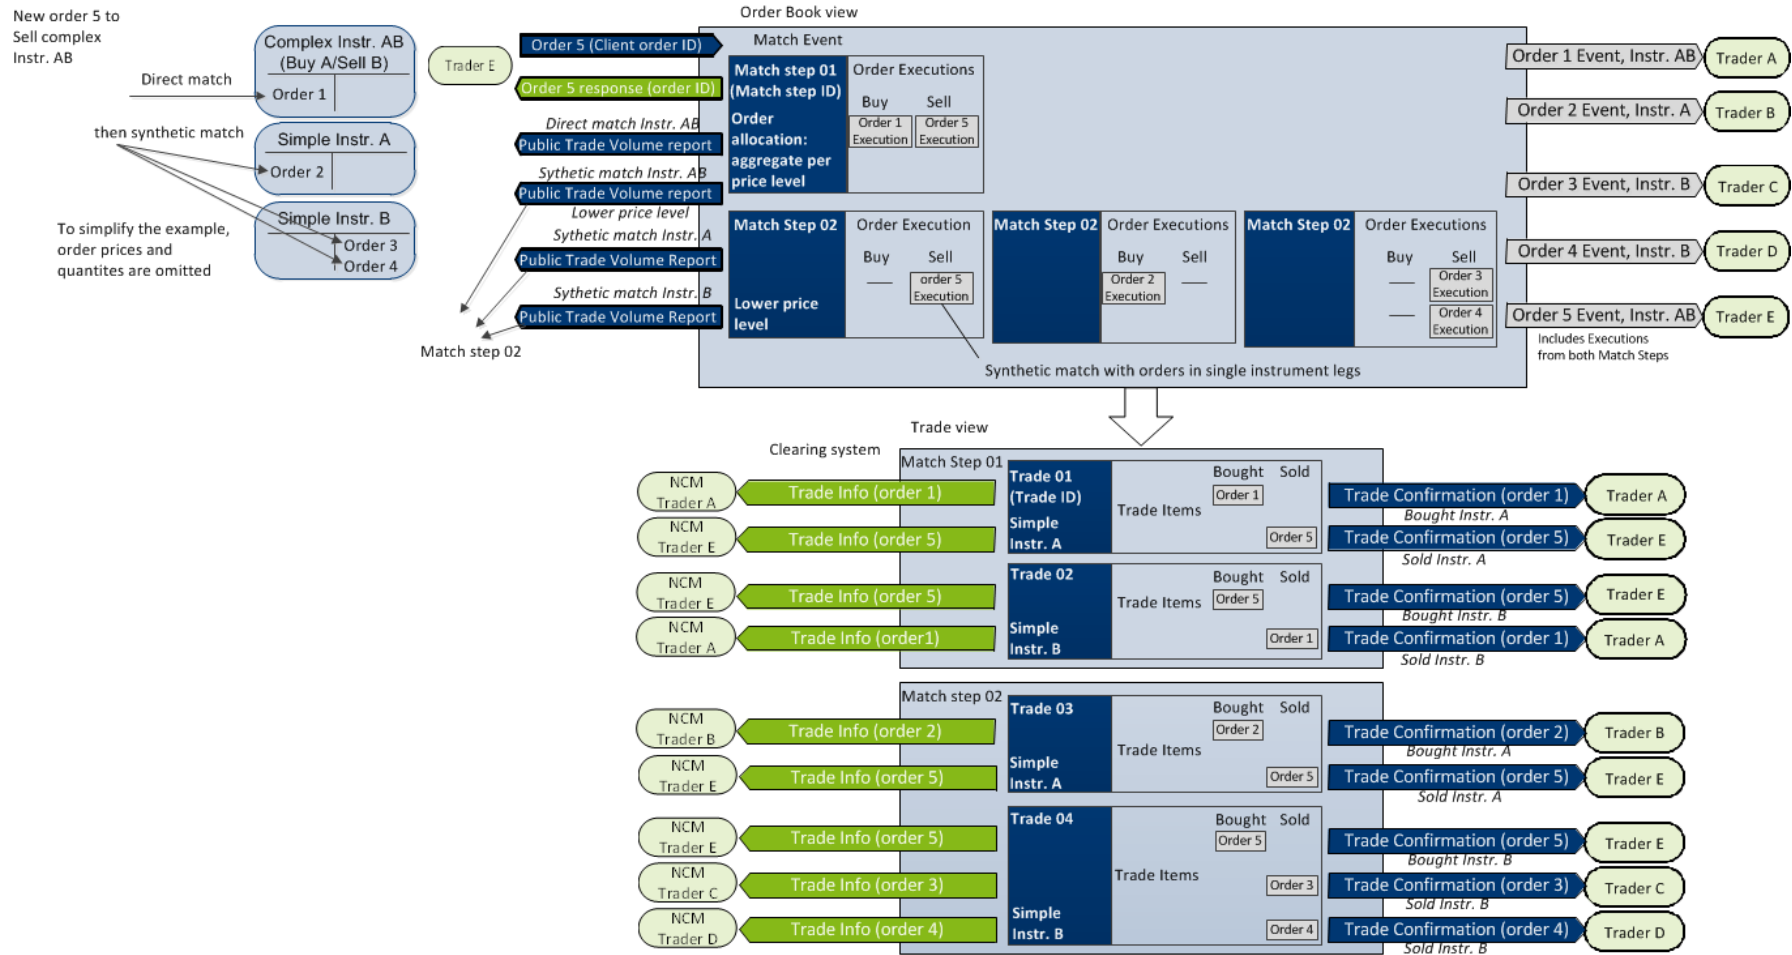 New order 5 to
Sell complex
Instr. AB
Direct match
then synthetic match
To simplify the example,
order prices and
quantites are omitted
Complex Instr. AB
(Buy A/Sell B)
Order 1
Simple Instr. A
Order 2
Simple Instr. B
Order 3
Order 4
Trader E
Order 5 (Client order ID)
Order 5 response (order ID)
Direct match Instr. AB
Public Trade Volume report
Sythetic match Instr. AB
Public Trade Volume report
Lower price level
Sythetic match Instr. A
Public Trade Volume Report
Sythetic match Instr. B
Public Trade Volume Report
Match step 02
Order Book view
Match Event
Match step 01
(Match step ID)
Order
allocation:
aggregate per
price level
Order Executions
Buy Sell
Order 1
Execution
Order 5
Execution
Match Step 02
Lower price
level
Order Execution
Buy Sell
order 5
Execution
Match Step 02
Order Executions
Buy Sell
Order 2
Execution
Match Step 02
Order Executions
Buy Sell
Order 3
Execution
Order 4
Execution
Synthetic match with orders in single instrument legs
Order 1 Event, Instr. AB
Trader A
Order 2 Event, Instr. A
Trader B
Order 3 Event, Instr. B
Trader C
Order 4 Event, Instr. B
Trader D
Order 5 Event, Instr. AB
Trader E
Includes Executions
from both Match Steps
Trade view
Clearing system
Match Step 01
NCM
Trader A
Trade Info (order 1)
NCM
Trader E
Trade Info (order 5)
Trade 01
(Trade ID)
Simple
Instr. A
Trade Items
Bought Sold
Order 1
Order 5
Trade Confirmation (order 1)
Trader A
Bought Instr. A
Trade Confirmation (order 5)
Trader E
Sold Instr. A
NCM
Trader E
Trade Info (order 5)
NCM
Trader A
Trade Info (order1)
Trade 02
Simple
Instr. B
Trade Items
Bought Sold
Order 5
Order 1
Trade Confirmation (order 5)
Trader E
Bought Instr. B
Trade Confirmation (order 1)
Trader A
Sold Instr. B
Match step 02
NCM
Trader B
Trade Info (order 2)
NCM
Trader E
Trade Info (order 5)
Trade 03
Simple
Instr. A
Trade Items
Bought Sold
Order 2
Order 5
Trade Confirmation (order 2)
Trader B
Bought Instr. A
Trade Confirmation (order 5)
Trader E
Sold Instr. A
NCM
Trader E
Trade Info (order 5)
NCM
Trader C
Trade Info (order 3)
NCM
Trader D
Trade Info (order 4)
Trade 04
Simple
Instr. B
Trade Items
Bought Sold
Order 5
Order 3
Order 4
Trade Confirmation (order 5)
Trader E
Bought Instr. B
Trade Confirmation (order 3)
Trader C
Sold Instr. B
Trade Confirmation (order 4)
Trader D
Sold Instr. B